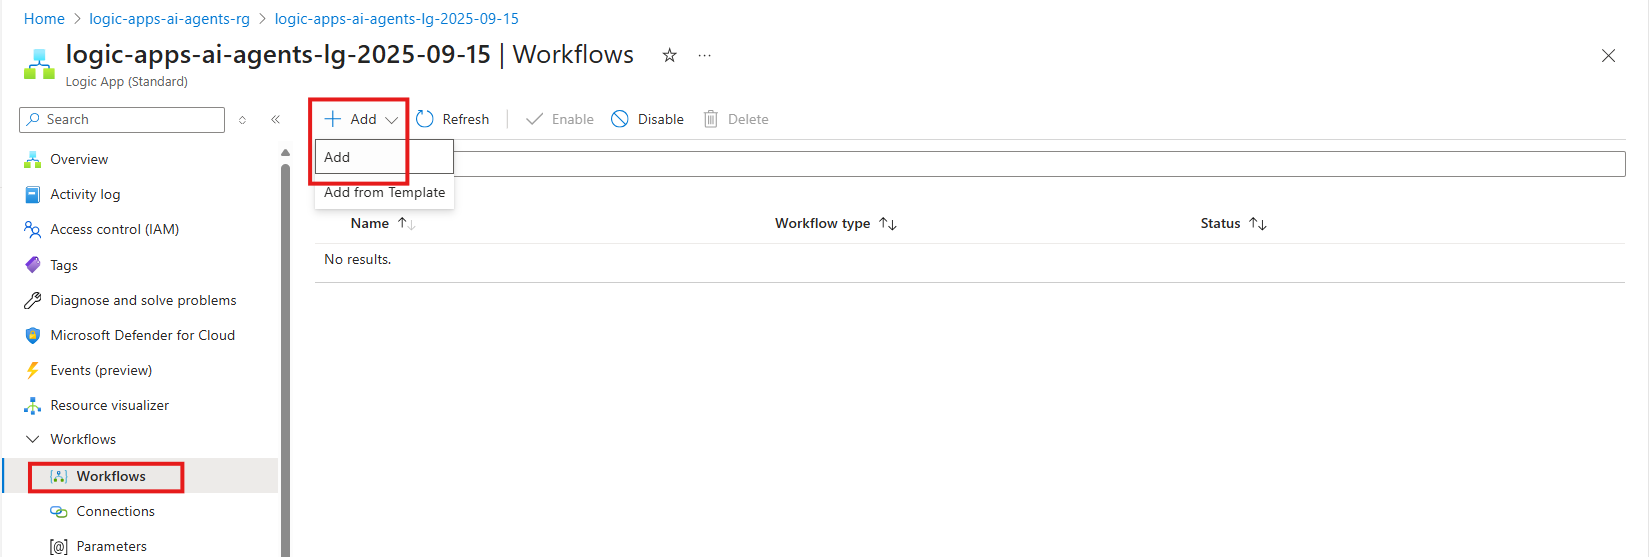 Home > logic-apps-ai-agents-rg > logic-apps-ai-agents-lg-2025-09-15
logic-apps-ai-agents-lg-2025-09-15 | Workflows
Logic App (Standard)
Search
Add Refresh Enable Disable Delete
Add
Add from Template
Name Workflow type Status
No results.
Overview
Activity log
Access control (IAM)
Tags
Diagnose and solve problems
Microsoft Defender for Cloud
Events (preview)
Resource visualizer
Workflows
Workflows
Connections
[@] Parameters